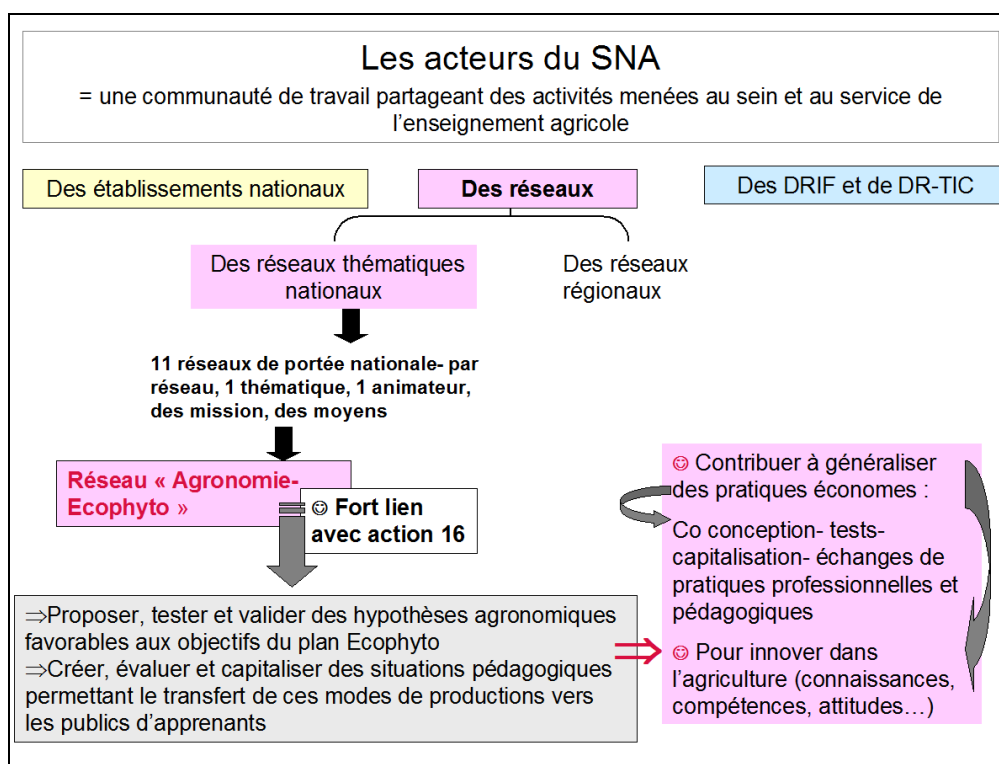 Les acteurs du SNA
= une communauté de travail partageant des activités menées au sein et au service de
l'enseignement agricole
Des établissements nationaux
Des réseaux
Des DRIF et de DR-TIC
Des réseaux thématiques
nationaux
Des réseaux
régionaux
11 réseaux de portée nationale- par
réseau, 1 thématique, 1 animateur,
des mission, des moyens
Réseau « Agronomie-
Ecophyto »
☺ Fort lien
avec action 16
⇒Proposer, tester et valider des hypothèses agronomiques
favorables aux objectifs du plan Ecophyto
⇒Créer, évaluer et capitaliser des situations pédagogiques
permettant le transfert de ces modes de productions vers
les publics d'apprenants
☺ Contribuer à généraliser
des pratiques économes :
Co conception- tests-
capitalisation- échanges de
pratiques professionnelles et
pédagogiques
☺ Pour innover dans
l'agriculture (connaissances,
compétences, attitudes…)